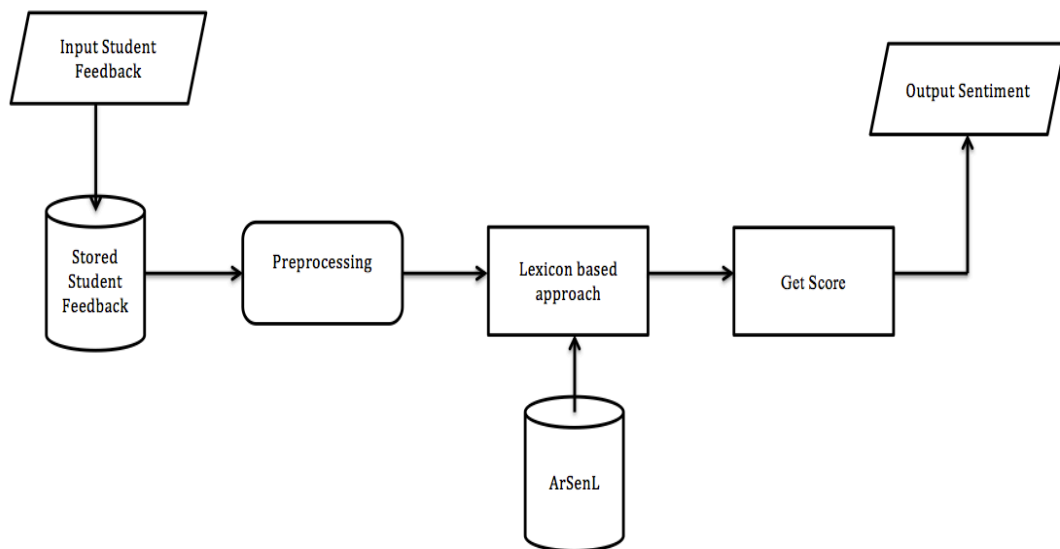 Input Student
Feedback
Output Sentiment
Stored
Student
Feedback
Preprocessing
Lexicon based
approach
Get Score
ArSenL